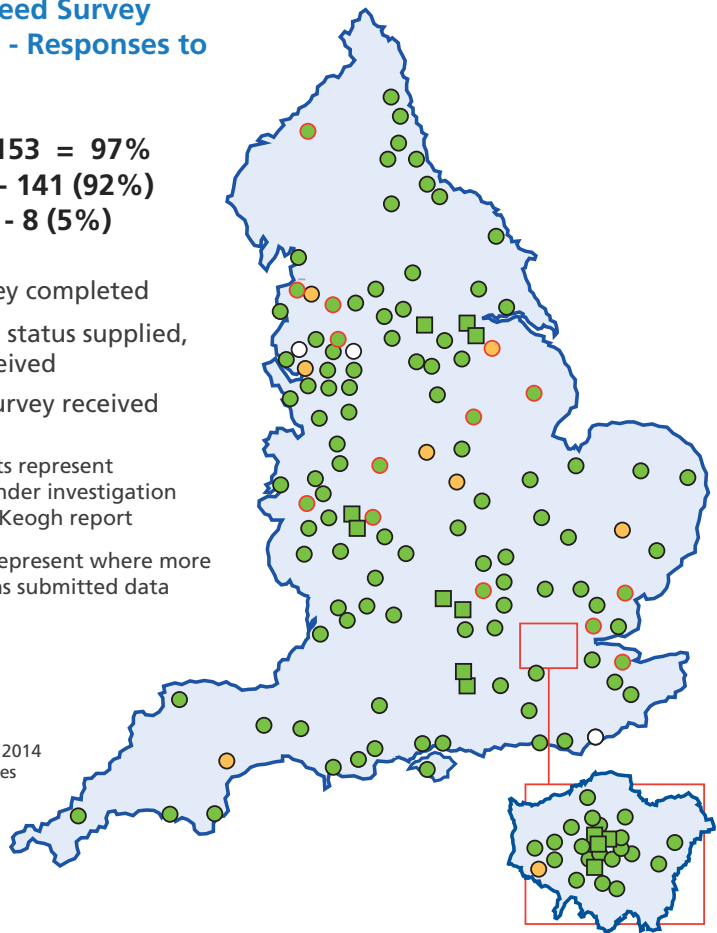 eed Survey
- Responses to
153 = 97%
- 141 (92%)
- 8 (5%)
ey completed
status supplied,
eived
urvey received
ts represent
nder investigation
Keogh report
epresent where more
as submitted data
2014
es